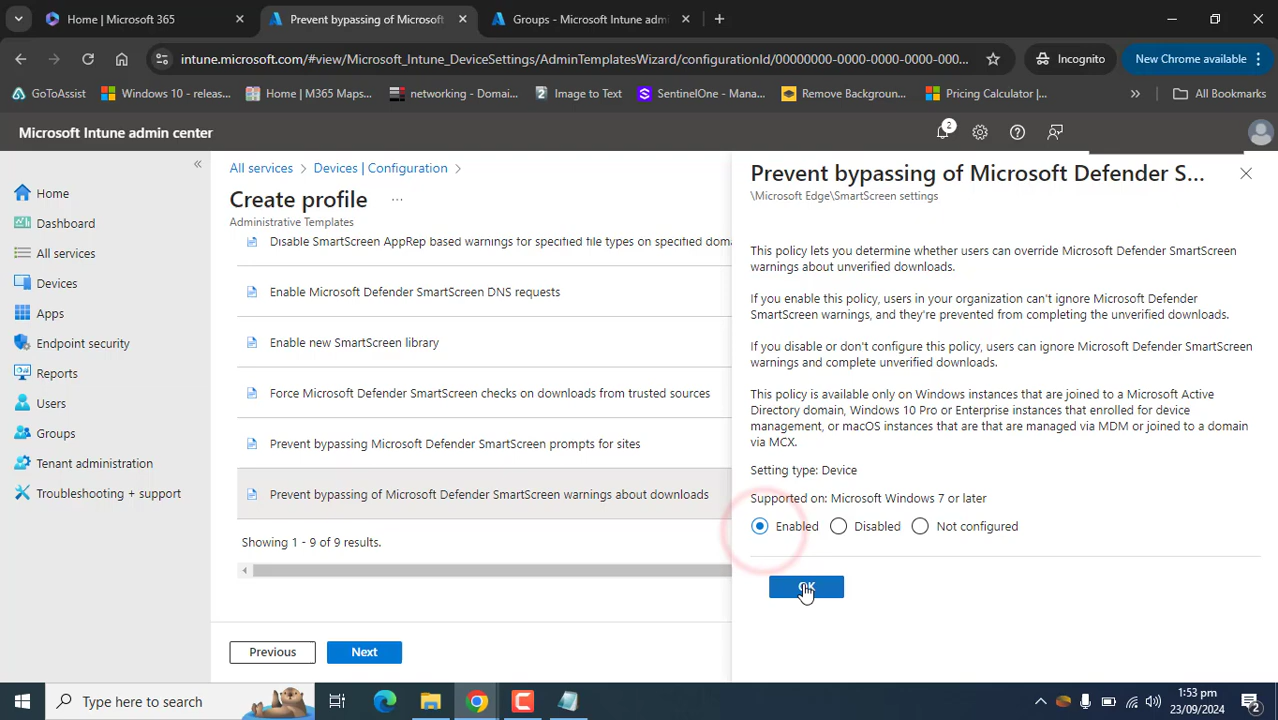 Home | Microsoft 365
Prevent bypassing of Microsoft
Groups - Microsoft Intune admi
intune.microsoft.com/#view/Microsoft_Intune_DeviceSettings/AdminTemplatesWizard/configurationId/00000000-0000-0000-0000-000...
Incognito
New Chrome available
GoToAssist
Windows 10 - releas...
Home | M365 Maps...
networking - Domai...
Image to Text
SentinelOne - Mana...
Remove Backgroun...
Pricing Calculator |...
All Bookmarks
Microsoft Intune admin center
2
Home
Dashboard
All services
Devices
Apps
Endpoint security
Reports
Users
Groups
Tenant administration
Troubleshooting + support
All services
Devices | Configuration
Create profile
...
Administrative Templates
Disable SmartScreen AppRep based warnings for specified file types on specified doma
Enable Microsoft Defender SmartScreen DNS requests
Enable new SmartScreen library
Force Microsoft Defender SmartScreen checks on downloads from trusted sources
Prevent bypassing Microsoft Defender SmartScreen prompts for sites
Prevent bypassing of Microsoft Defender SmartScreen warnings about downloads
Showing 1 - 9 of 9 results.
Previous
Next
Prevent bypassing of Microsoft Defender S...
\Microsoft Edge\SmartScreen settings
This policy lets you determine whether users can override Microsoft Defender SmartScreen
warnings about unverified downloads.
If you enable this policy, users in your organization can't ignore Microsoft Defender
SmartScreen warnings, and they're prevented from completing the unverified downloads.
If you disable or don't configure this policy, users can ignore Microsoft Defender SmartScreen
warnings and complete unverified downloads.
This policy is available only on Windows instances that are joined to a Microsoft Active
Directory domain, Windows 10 Pro or Enterprise instances that enrolled for device
management, or macOS instances that are that are managed via MDM or joined to a domain
via MCX.
Setting type: Device
Supported on: Microsoft Windows 7 or later
Enabled
Disabled
Not configured
OK
Type here to search
1:53 pm
23/09/2024
2